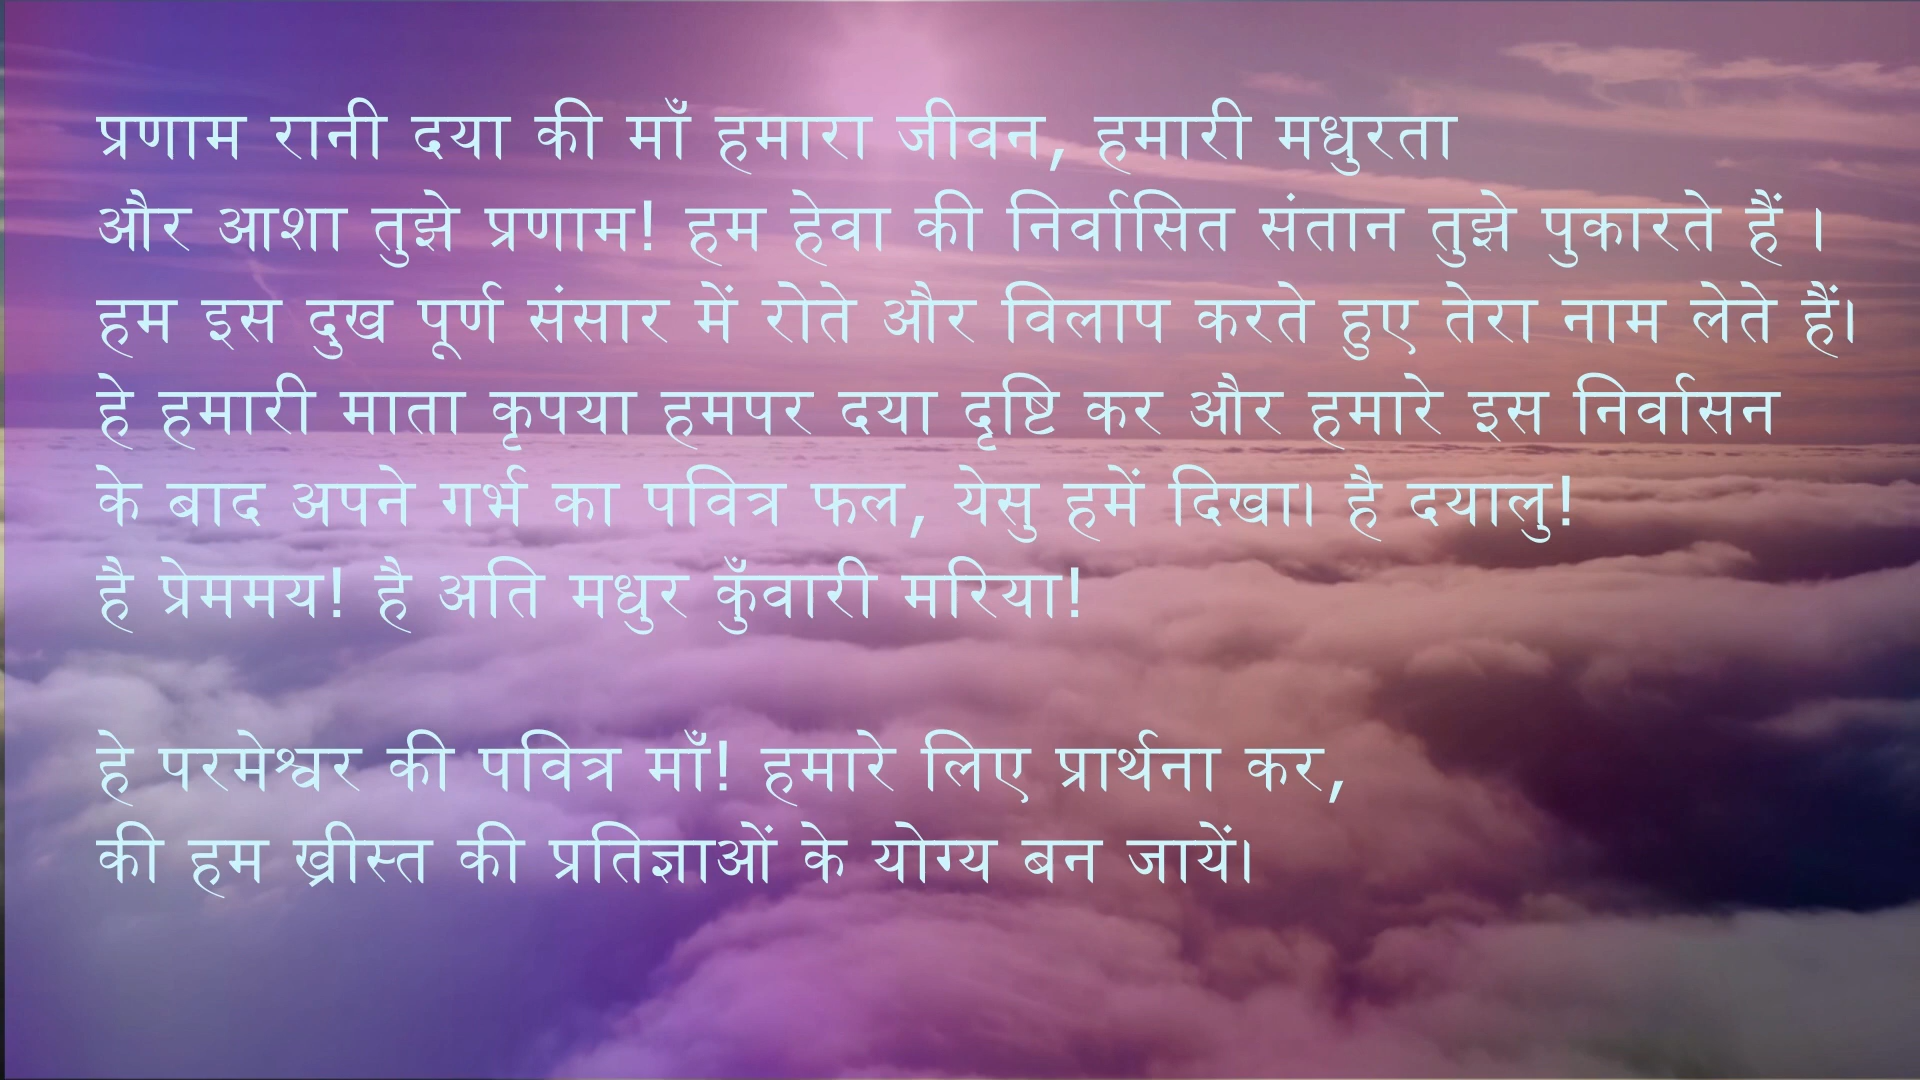 प्रणाम रानी दया की माँ हमारा जीवन, हमारी मधुरता
और आशा तुझे प्रणाम! हम हेवा की निर्वासित संतान तुझे पुकारते हैं ।
हम इस दुख पूर्ण संसार में रोते और विलाप करते हुए तेरा नाम लेते हैं।
हे हमारी माता कृपया हमपर दया दृष्टि कर और हमारे इस निर्वासन
के बाद अपने गर्भ का पवित्र फल, येसु हमें दिखा। है दयालु!
है प्रेममय! है अति मधुर कुँवारी मरिया!
हे परमेश्वर की पवित्र माँ! हमारे लिए प्रार्थना कर,
की हम ख्रीस्त की प्रतिज्ञाओं के योग्य बन जायें।